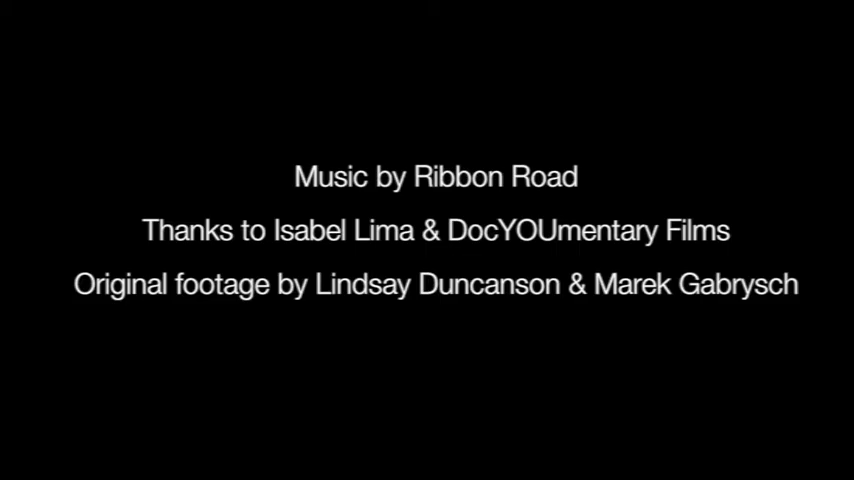 Music by Ribbon Road
Thanks to Isabel Lima & DocYOUmentary Films
Original footage by Lindsay Duncanson & Marek Gabrysch